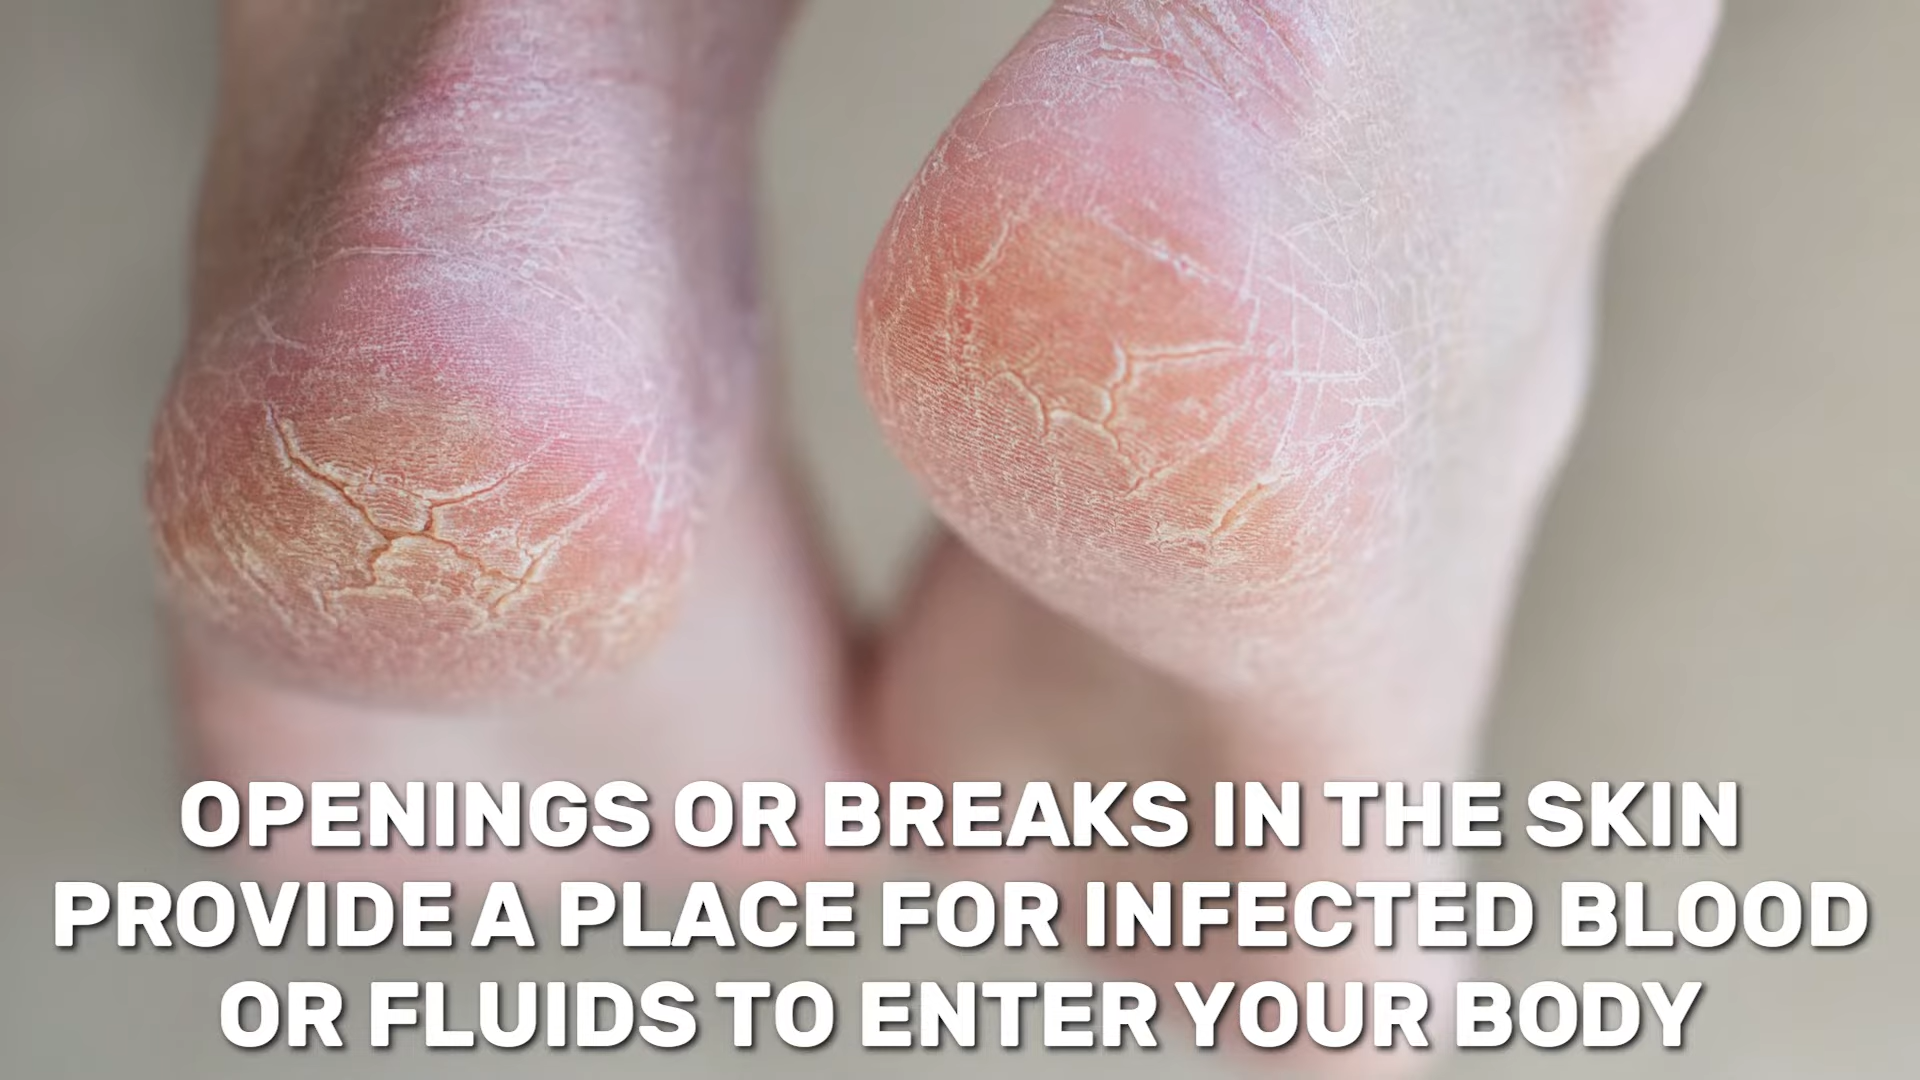 OPENINGS OR BREAKS IN THE SKIN
PROVIDE A PLACE FOR INFECTED BLOOD
OR FLUIDS TO ENTER YOUR BODY